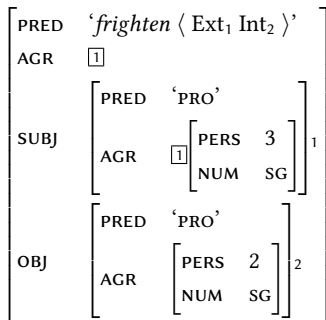 PRED ‘frighten ⟨ Ext₁ Int₂ ⟩’
AGR 1
SUBJ PRED ‘PRO’
AGR 1 PERS 3
NUM SG 1
OBJ PRED ‘PRO’
AGR PERS 2
NUM SG 2